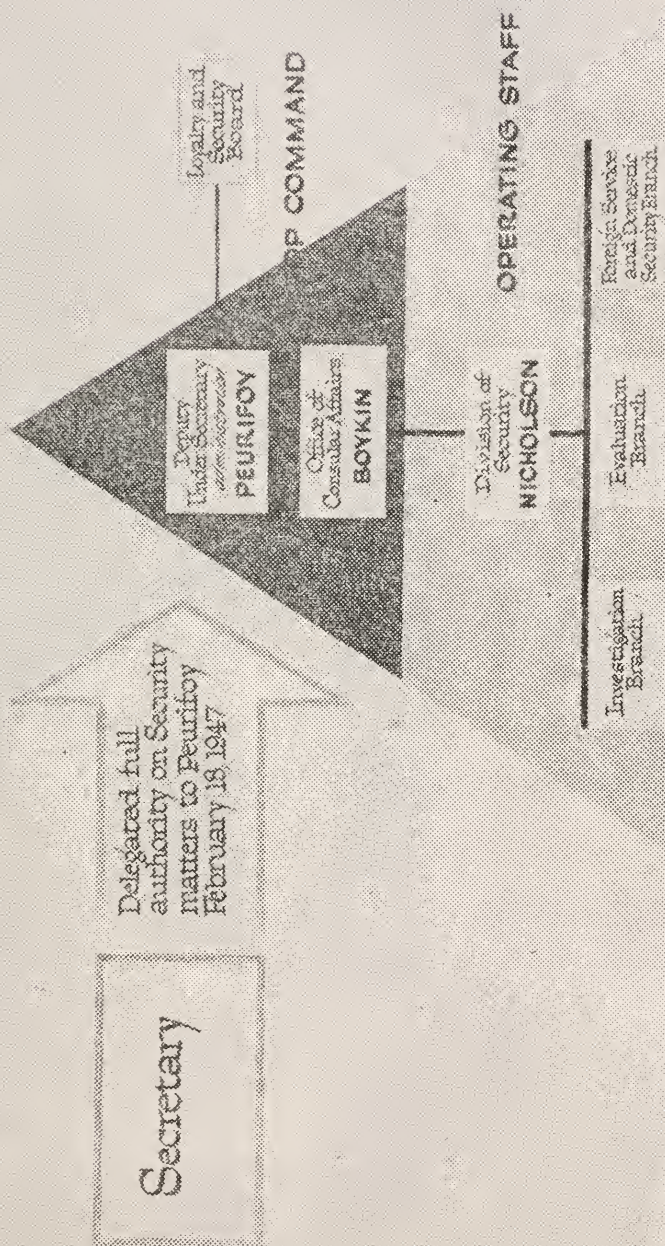 Secretary
Delegated full
authority on Security
matters to Peurifoy
February 18, 1947
Deputy
Under Secretary
PEURIFOY
Loyalty and
Security
Board
OP COMMAND
Office of
Consular Affairs
BOYKIN
Division of
Security
NICHOLSON
OPERATING STAFF
Investigation
Branch
Evaluation
Branch
Foreign Service
and Domestic
Security Branch